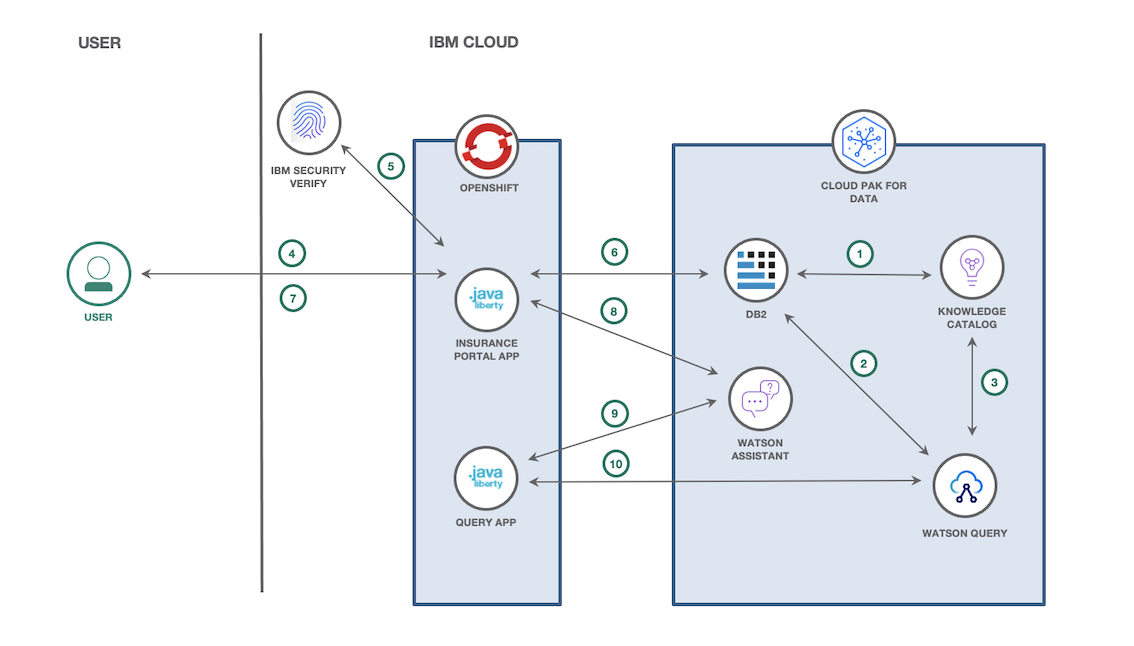 USER
IBM CLOUD
IBM SECURITY
VERIFY
5
OPENSHIFT
CLOUD PAK FOR
DATA
4
7
USER
6
1
.java
liberty
INSURANCE
PORTAL APP
8
DB2
KNOWLEDGE
CATALOG
2
3
?
WATSON
ASSISTANT
9
10
.java
liberty
QUERY APP
WATSON QUERY